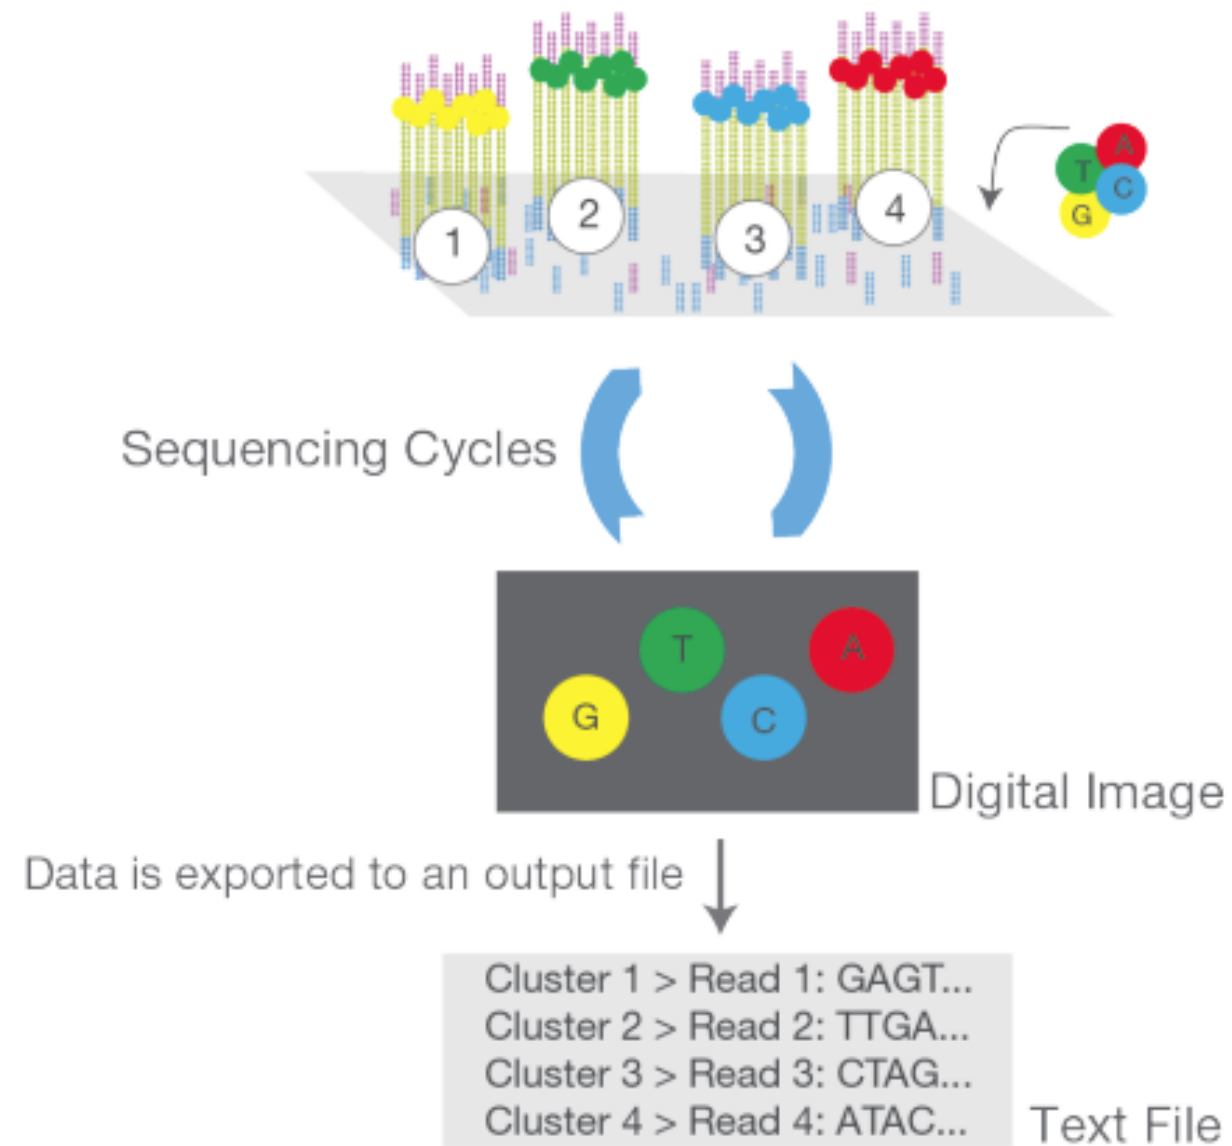 1
2
3
4
A
T
C
G
Sequencing Cycles
T
A
G
C
Digital Image
Data is exported to an output file
Cluster 1 > Read 1: GAGT...
Cluster 2 > Read 2: TTGA...
Cluster 3 > Read 3: CTAG...
Cluster 4 > Read 4: ATAC...
Text File